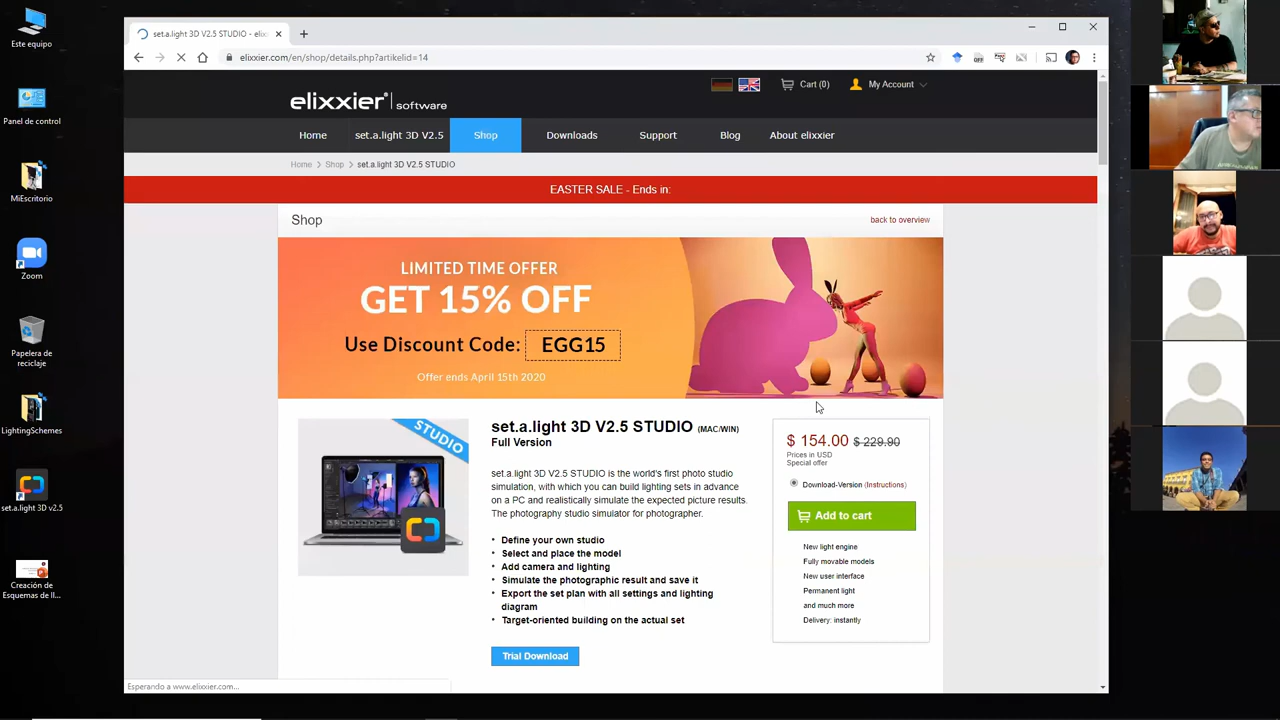 Este equipo
Panel de control
MiEscritorio
Zoom
Papelera de
reciclaje
LightingSchemes
set.a.light 3D v2.5
Creación de
Esquemas de Il...
set.a.light 3D V2.5 STUDIO - elix
elixxier.com/en/shop/details.php?artikelid=14
elixxier software
Cart (0)
My Account
Home
set.a.light 3D V2.5
Shop
Downloads
Support
Blog
About elixxier
Home
Shop
set.a.light 3D V2.5 STUDIO
EASTER SALE - Ends in:
Shop
back to overview
LIMITED TIME OFFER
GET 15% OFF
Use Discount Code: EGG15
Offer ends April 15th 2020
STUDIO
set.a.light 3D V2.5 STUDIO (MAC/WIN)
Full Version
set.a.light 3D V2.5 STUDIO is the world's first photo studio
simulation, with which you can build lighting sets in advance
on a PC and realistically simulate the expected picture results.
The photography studio simulator for photographer.
• Define your own studio
• Select and place the model
• Add camera and lighting
• Simulate the photographic result and save it
• Export the set plan with all settings and lighting
diagram
• Target-oriented building on the actual set
Trial Download
$ 154.00 $ 229.90
Prices in USD
Special offer
Download-Version (Instructions)
Add to cart
New light engine
Fully movable models
New user interface
Permanent light
and much more
Delivery: instantly
Esperando a www.elixxier.com...